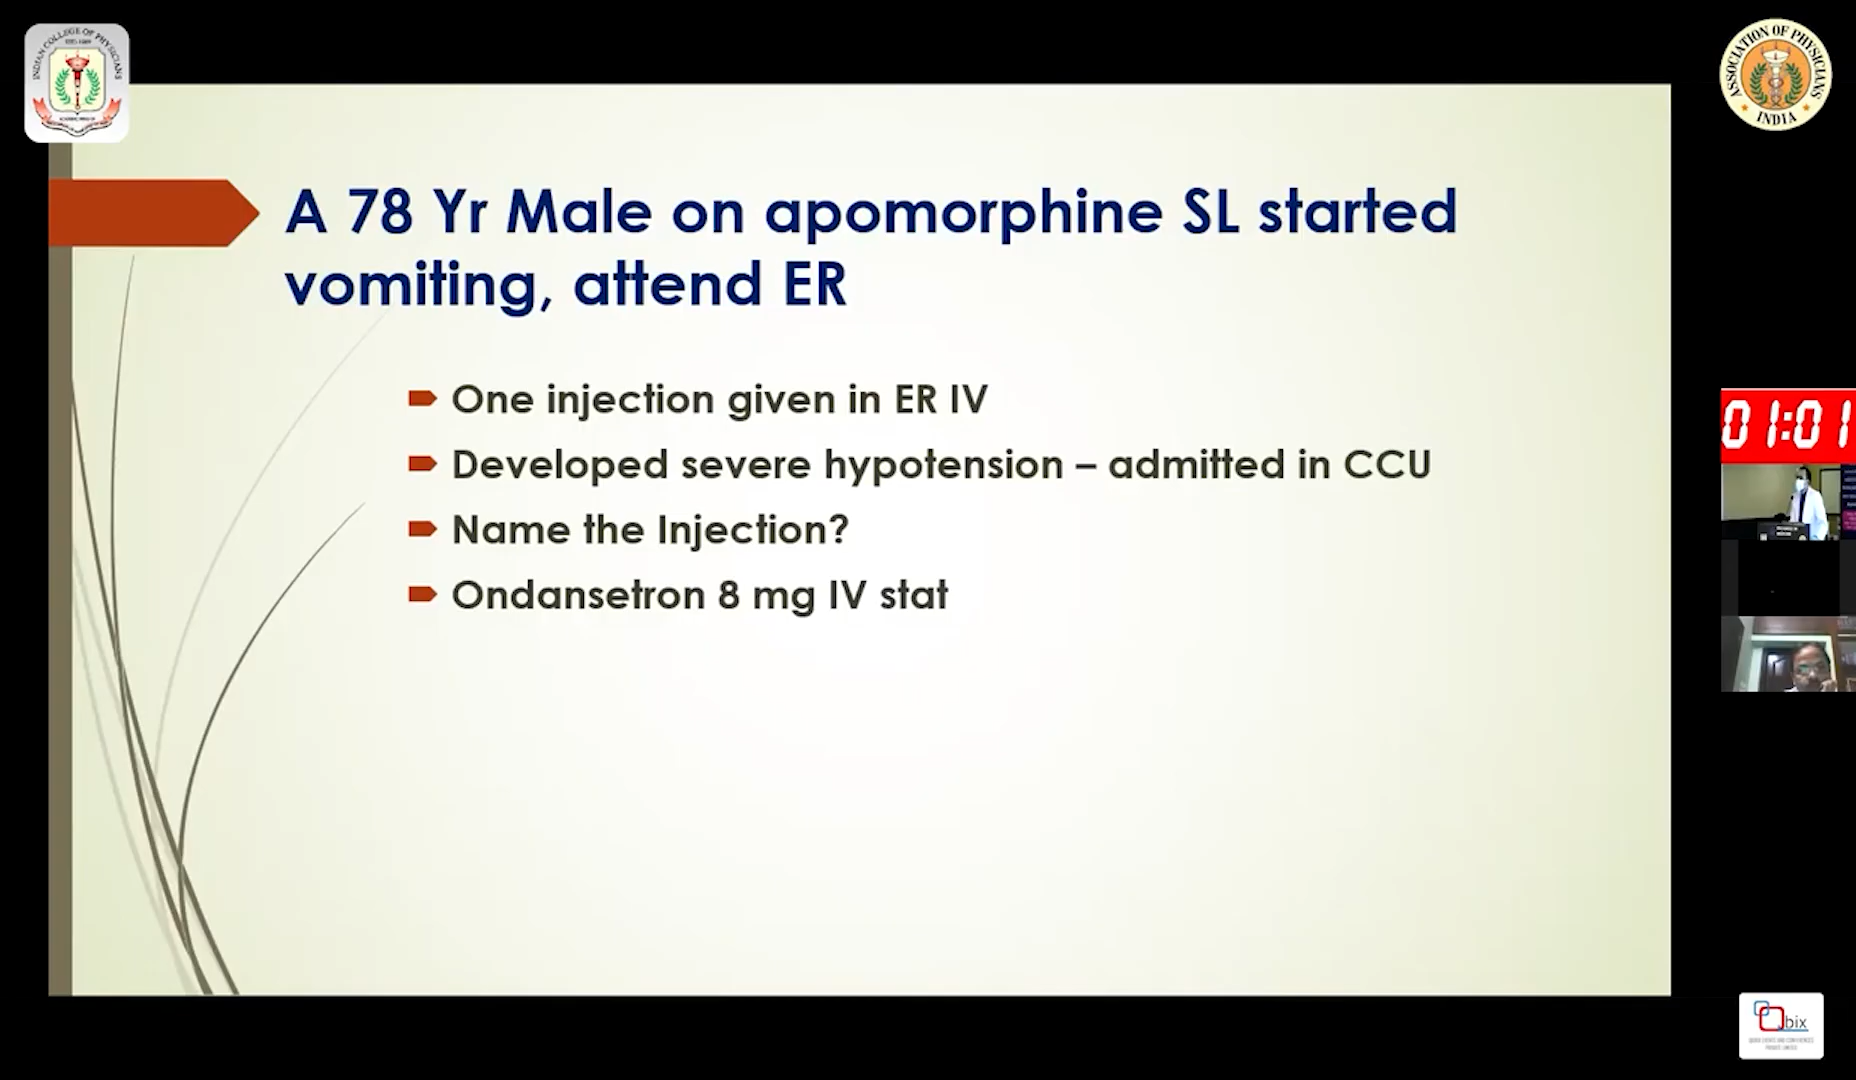 INDIAN COLLEGE OF PHYSICIANS
ASSOCIATION OF PHYSICIANS
INDIA
A 78 Yr Male on apomorphine SL started
vomiting, attend ER
One injection given in ER IV
Developed severe hypotension – admitted in CCU
Name the Injection?
Ondansetron 8 mg IV stat
01:01
bix